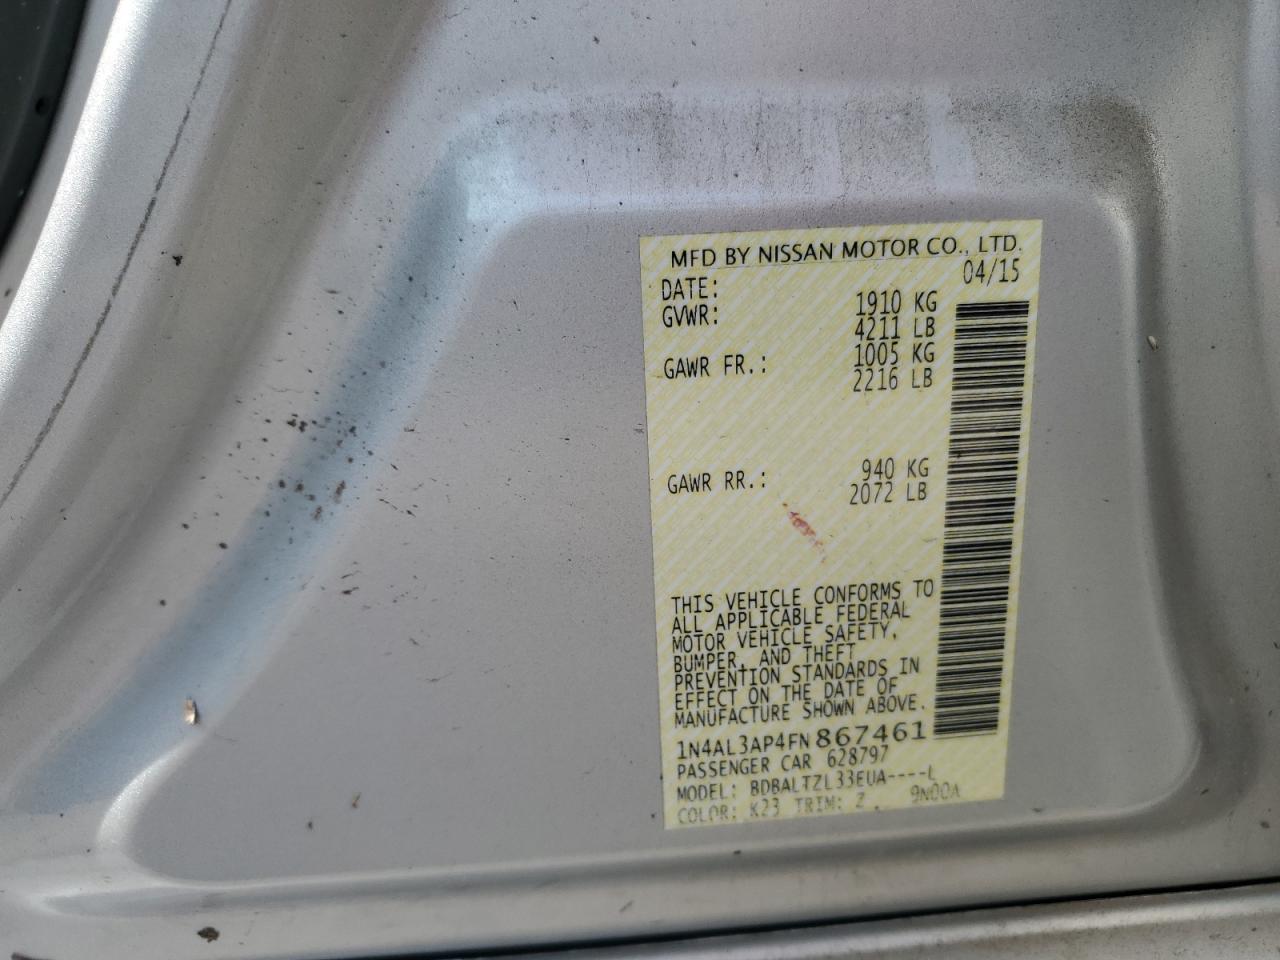 MFD BY NISSAN MOTOR CO., LTD.
DATE: 04/15
GVWR: 1910 KG
4211 LB
GAWR FR.: 1005 KG
2216 LB
GAWR RR.: 940 KG
2072 LB
THIS VEHICLE CONFORMS TO
ALL APPLICABLE FEDERAL
MOTOR VEHICLE SAFETY,
BUMPER, AND THEFT
PREVENTION STANDARDS IN
EFFECT ON THE DATE OF
MANUFACTURE SHOWN ABOVE.
1N4AL3AP4FN867461
PASSENGER CAR 628797
MODEL: BDBALTZL33EUA----L
COLOR: K23 TRIM: Z 9N00A